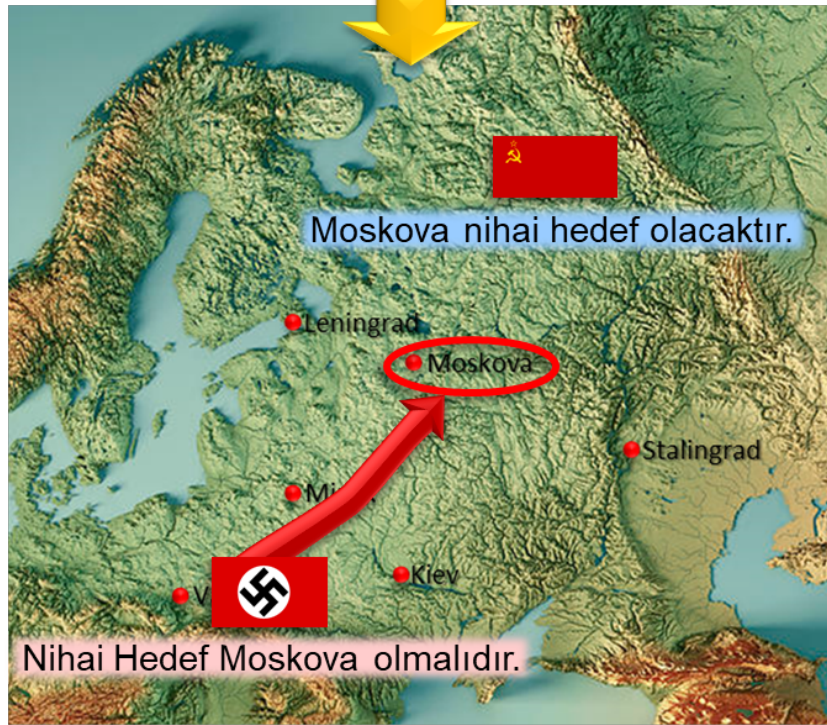 Moskova nihai hedef olacaktır.
Leningrad
Moskova
Stalingrad
Kiev
Nihai Hedef Moskova olmalıdır.